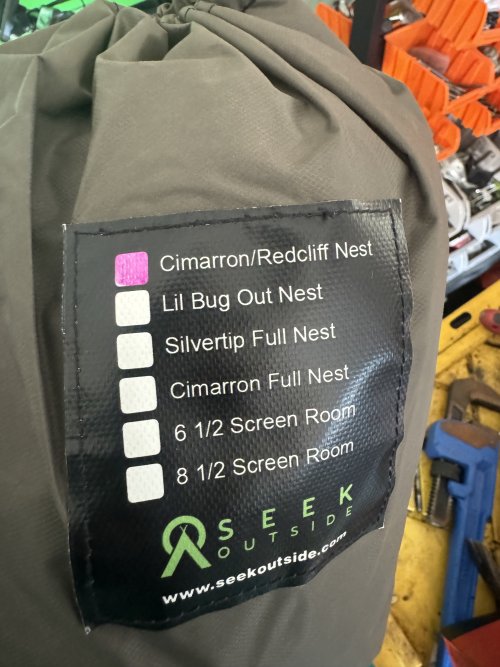 Cimarron/Redcliff Nest
Lil Bug Out Nest
Silvertip Full Nest
Cimarron Full Nest
6 1/2 Screen Room
8 1/2 Screen Room
SEEK
OUTSIDE
www.seekoutside.com